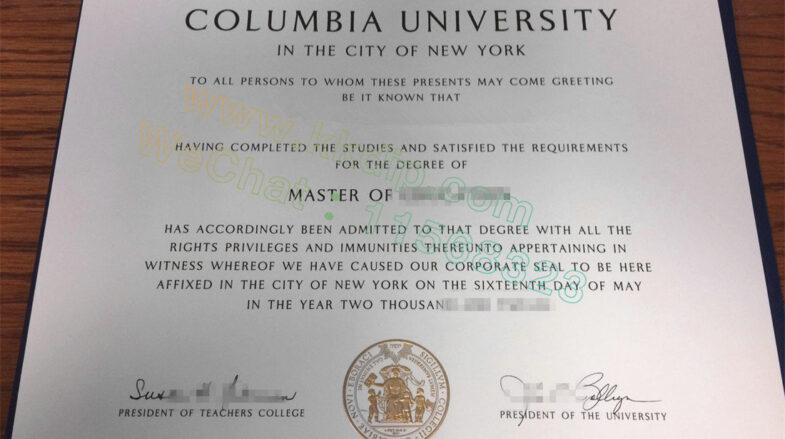 COLUMBIA UNIVERSITY
IN THE CITY OF NEW YORK
TO ALL PERSONS TO WHOM THESE PRESENTS MAY COME GREETING
BE IT KNOWN THAT
HAVING COMPLETED THE STUDIES AND SATISFIED THE REQUIREMENTS
FOR THE DEGREE OF
MASTER OF
HAS ACCORDINGLY BEEN ADMITTED TO THAT DEGREE WITH ALL THE
RIGHTS PRIVILEGES AND IMMUNITIES THEREUNTO APPERTAINING IN
WITNESS WHEREOF WE HAVE CAUSED OUR CORPORATE SEAL TO BE HERE
AFFIXED IN THE CITY OF NEW YORK ON THE SIXTEENTH DAY OF MAY
IN THE YEAR TWO
WeChat: 11568323
PRESIDENT OF TEACHERS COLLEGE
PRESIDENT OF THE UNIVERSITY